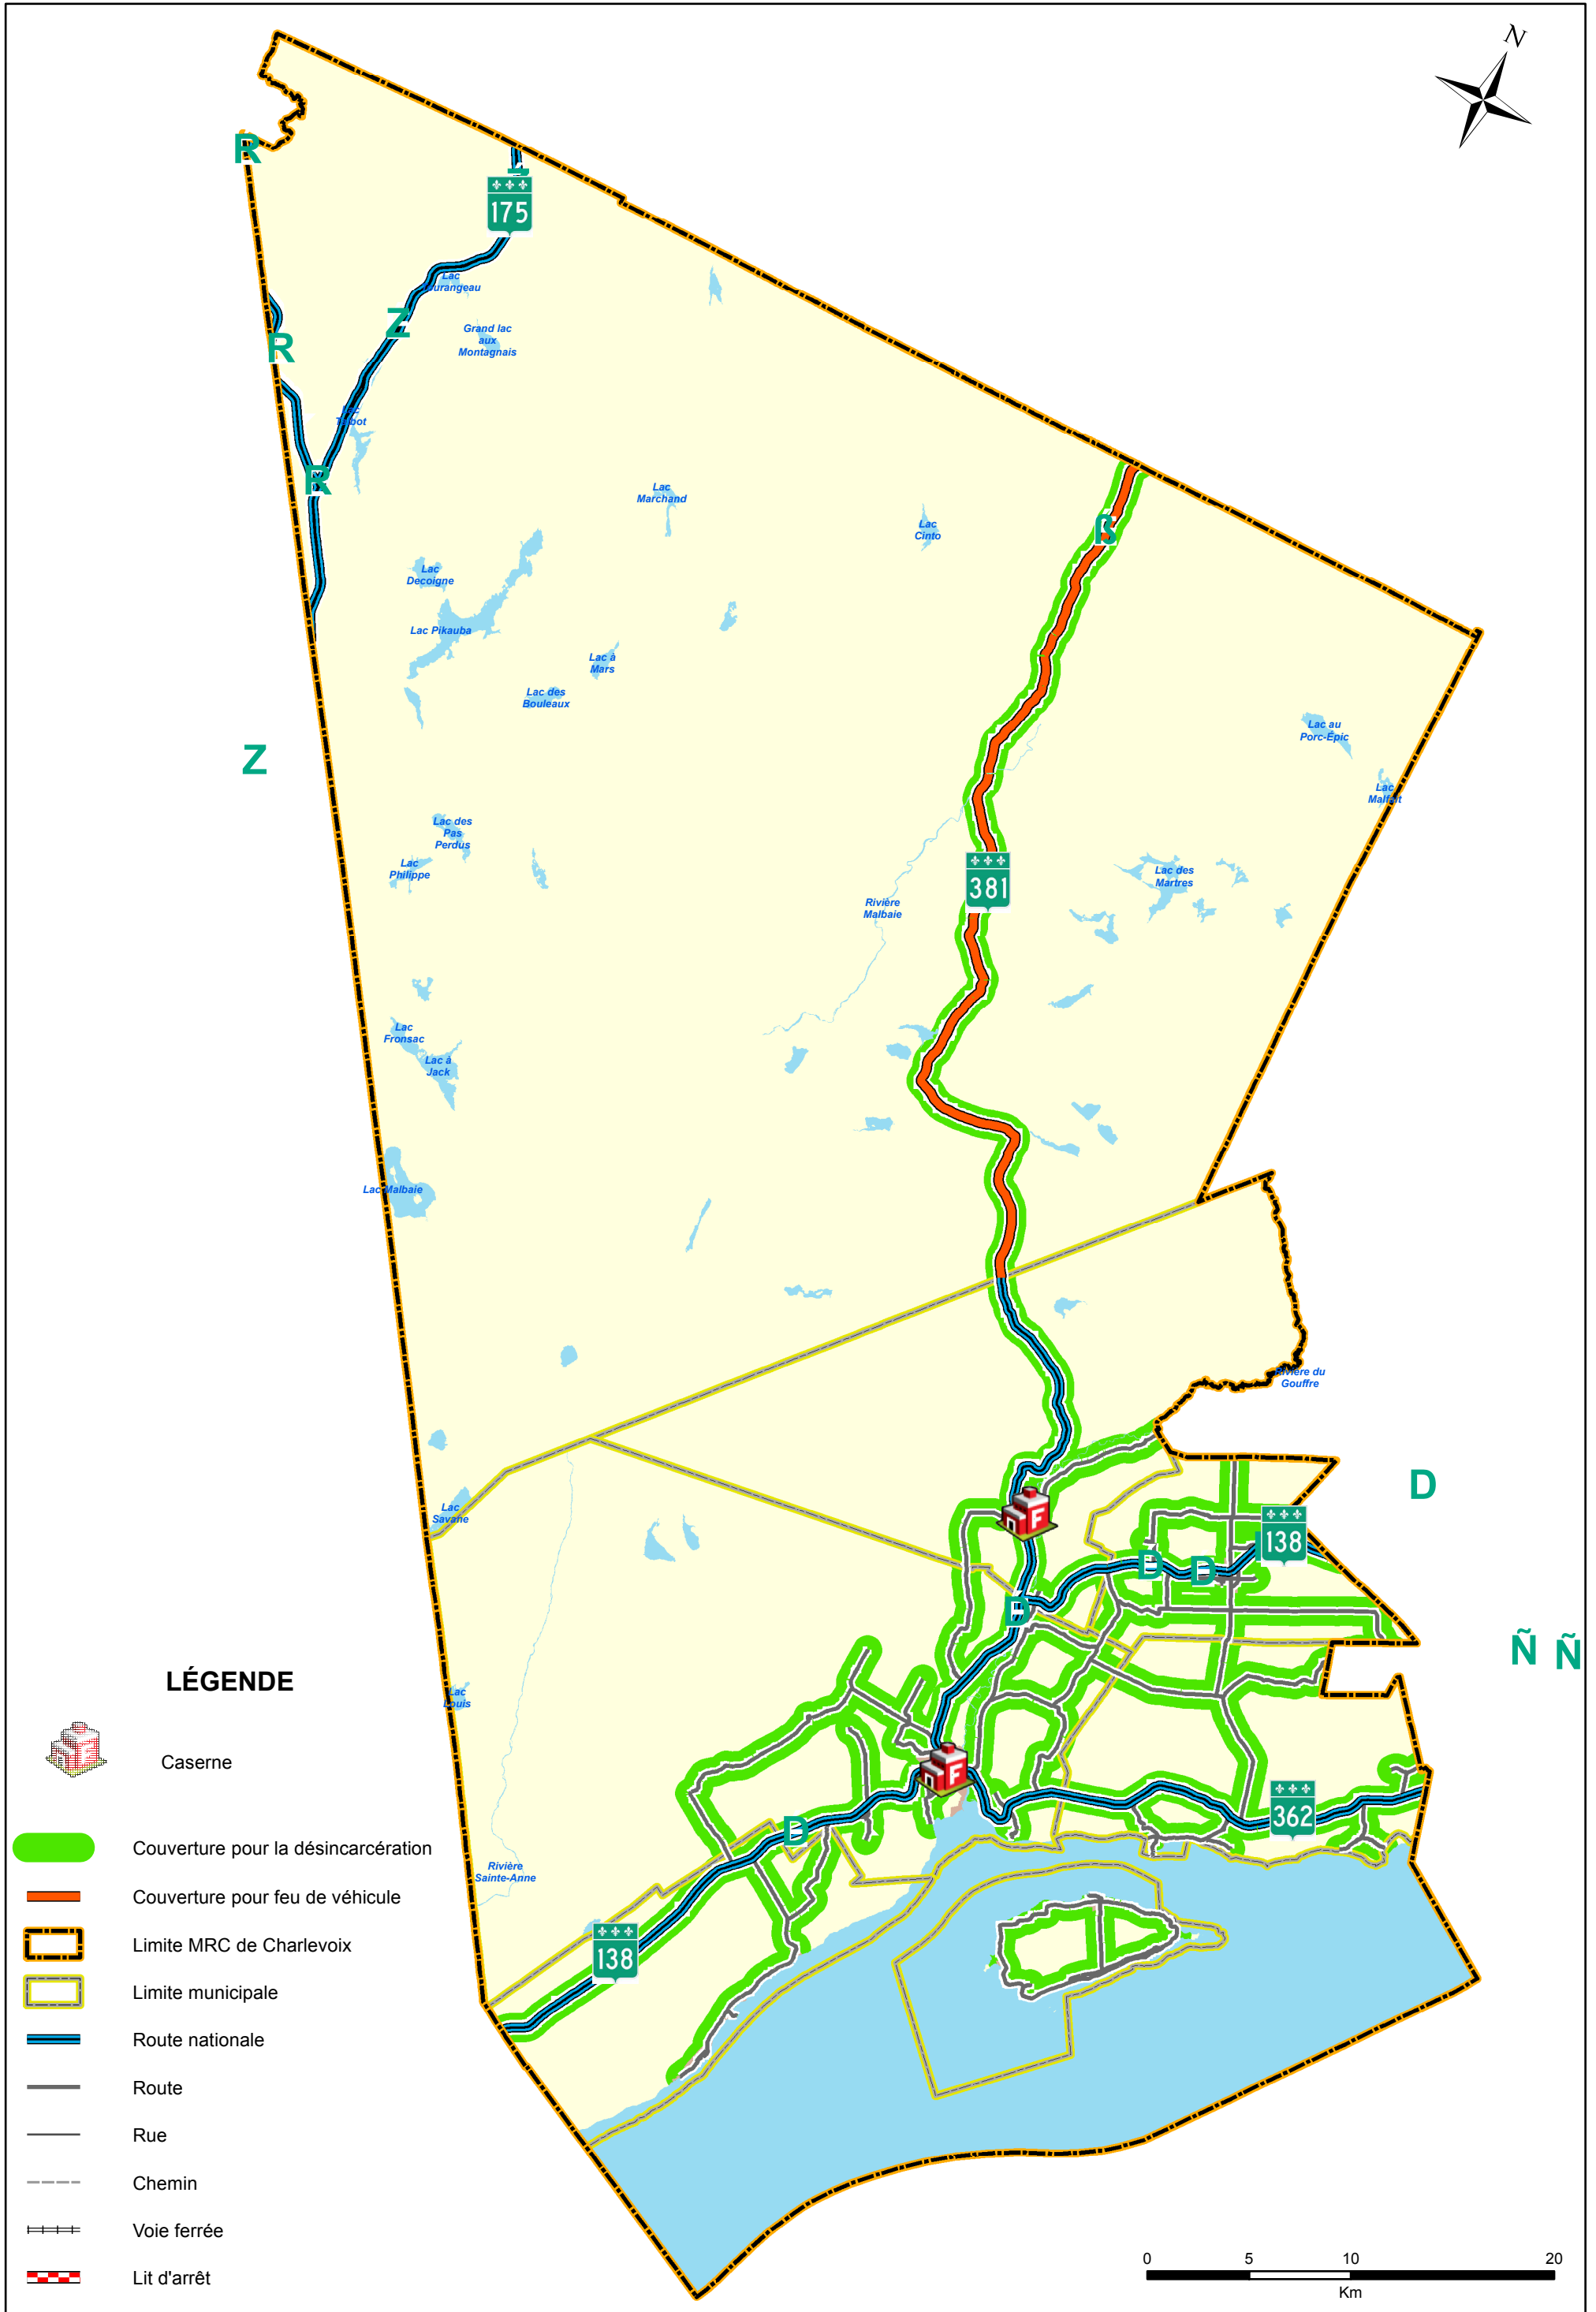 N
R
175
Lac
R
Z
Grand lac
aux
Montagnais
R
Lac
Marchand
Lac
Cinto
ß
Lac
Decoigne
Lac Pikauba
Lac à
Mars
Lac des
Bouleaux
Lac au
Porc-Épic
Z
Lac
Lac des
Pas
Perdus
Lac
Philippe
381
Lac des
Martres
Rivière
Malbaie
Lac
Fronsac
Lac à
Jack
Lac Malbaie
Rivière du
Gouffre
D
Lac
Savane
F
138
D
D
D
Ñ Ñ
Lac
Louis
F
362
D
Rivière
Sainte-Anne
138
LÉGENDE
Caserne
Couverture pour la désincarcération
Couverture pour feu de véhicule
Limite MRC de Charlevoix
Limite municipale
Route nationale
Route
Rue
Chemin
Voie ferrée
Lit d'arrêt
0 5 10 20
Km